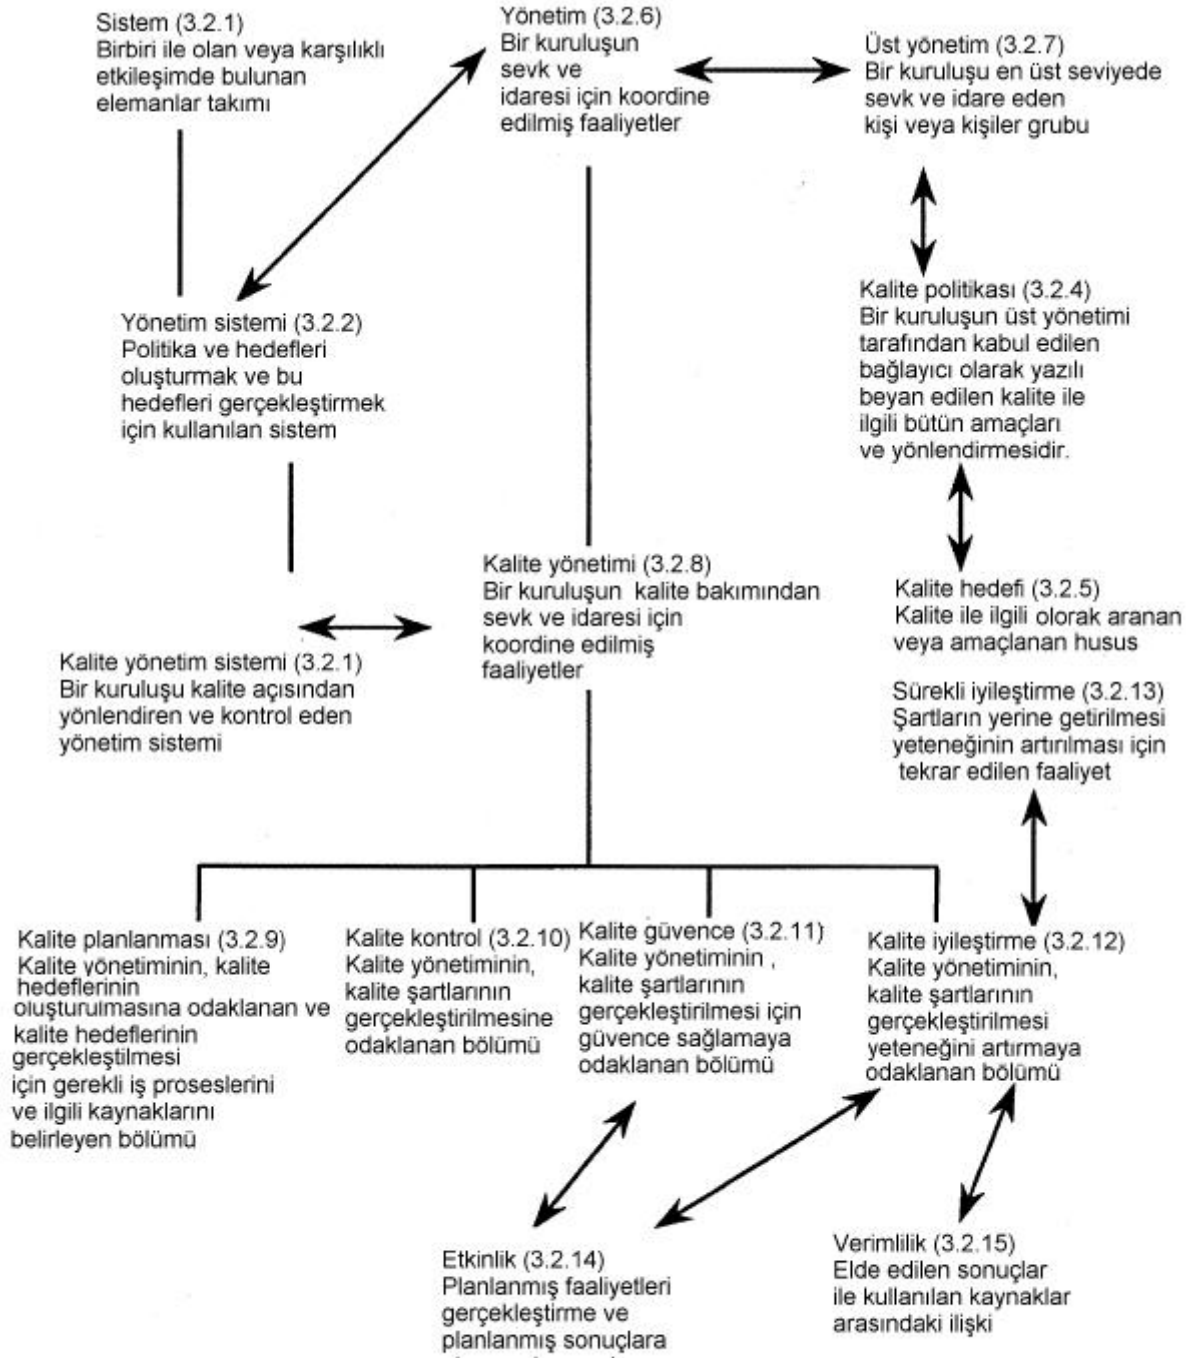 Sistem (3.2.1)
Birbiri ile olan veya karşılıklı
etkileşimde bulunan
elemanlar takımı
Yönetim (3.2.6)
Bir kuruluşun
sevk ve
idaresi için koordine
edilmiş faaliyetler
Üst yönetim (3.2.7)
Bir kuruluşu en üst seviyede
sevk ve idare eden
kişi veya kişiler grubu
Yönetim sistemi (3.2.2)
Politika ve hedefleri
oluşturmak ve bu
hedefleri gerçekleştirmek
için kullanılan sistem
Kalite politikası (3.2.4)
Bir kuruluşun üst yönetimi
tarafından kabul edilen
bağlayıcı olarak yazılı
beyan edilen kalite ile
ilgili bütün amaçları
ve yönlendirmesidir.
Kalite yönetimi (3.2.8)
Bir kuruluşun kalite bakımından
sevk ve idaresi için
koordine edilmiş
faaliyetler
Kalite hedefi (3.2.5)
Kalite ile ilgili olorak aranan
veya amaçlanan husus
Kalite yönetim sistemi (3.2.1)
Bir kuruluşu kalite açısından
yönlendiren ve kontrol eden
yönetim sistemi
Sürekli iyileştirme (3.2.13)
Şartların yerine getirilmesi
yeteneğinin artırılması için
tekrar edilen faaliyet
Kalite planlanması (3.2.9)
Kalite yönetiminin, kalite
hedeflerinin
oluşturulmasına odaklanan ve
kalite hedeflerinin
gerçekleştilmesi
için gerekli iş proseslerini
ve ilgili kaynaklarını
belirleyen bölümü
Kalite kontrol (3.2.10)
Kalite yönetiminin,
kalite şartlarının
gerçekleştirilmesine
odaklanan bölümü
Kalite güvence (3.2.11)
Kalite yönetiminin ,
kalite şartlarının
gerçekleştirilmesi için
güvence sağlamaya
odaklanan bölümü
Kalite iyileştirme (3.2.12)
Kalite yönetiminin,
kalite şartlarının
gerçekleştirilmesi
yeteneğini artırmaya
odaklanan bölümü
Etkinlik (3.2.14)
Planlanmış faaliyetleri
gerçekleştirme ve
planlanmış sonuçlara
Verimlilik (3.2.15)
Elde edilen sonuçlar
ile kullanılan kaynaklar
arasındaki ilişki